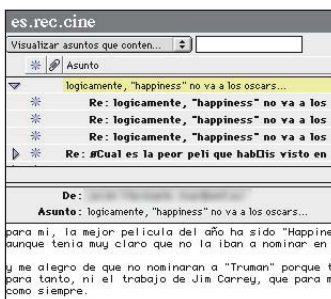 es.rec.cine
Visualizar asuntos que conten...
Asunto
logicamente, "happiness" no va a los oscars...
Re: logicamente, "happiness" no va a los
Re: logicamente, "happiness" no va a los
Re: logicamente, "happiness" no va a los
Re: ¿Cual es la peor peli que hab visto en
De:
Asunto: logicamente, "happiness" no va a los oscars...
para mi, la mejor pelicula del año ha sido "Happine
aunque tenia muy claro que no la iban a nominar en
y me alegro de que no nominaran a "Truman" porque t
para tanto, ni el trabajo de Jim Carrey, que para m
como siempre.